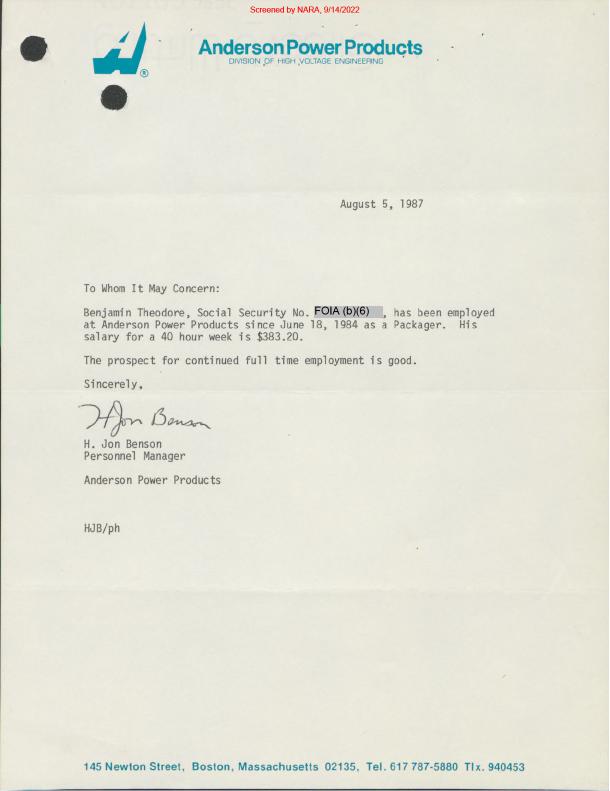 Screened by NARA, 9/14/2022
Anderson Power Products
DIVISION OF HIGH VOLTAGE ENGINEERING
®
August 5, 1987
To Whom It May Concern:
Benjamin Theodore, Social Security No. FOIA (b)(6) , has been employed
at Anderson Power Products since June 18, 1984 as a Packager. His
salary for a 40 hour week is $383.20.
The prospect for continued full time employment is good.
Sincerely,
H Jon Benson
H. Jon Benson
Personnel Manager
Anderson Power Products
HJB/ph
145 Newton Street, Boston, Massachusetts 02135, Tel. 617 787-5880 Tlx. 940453